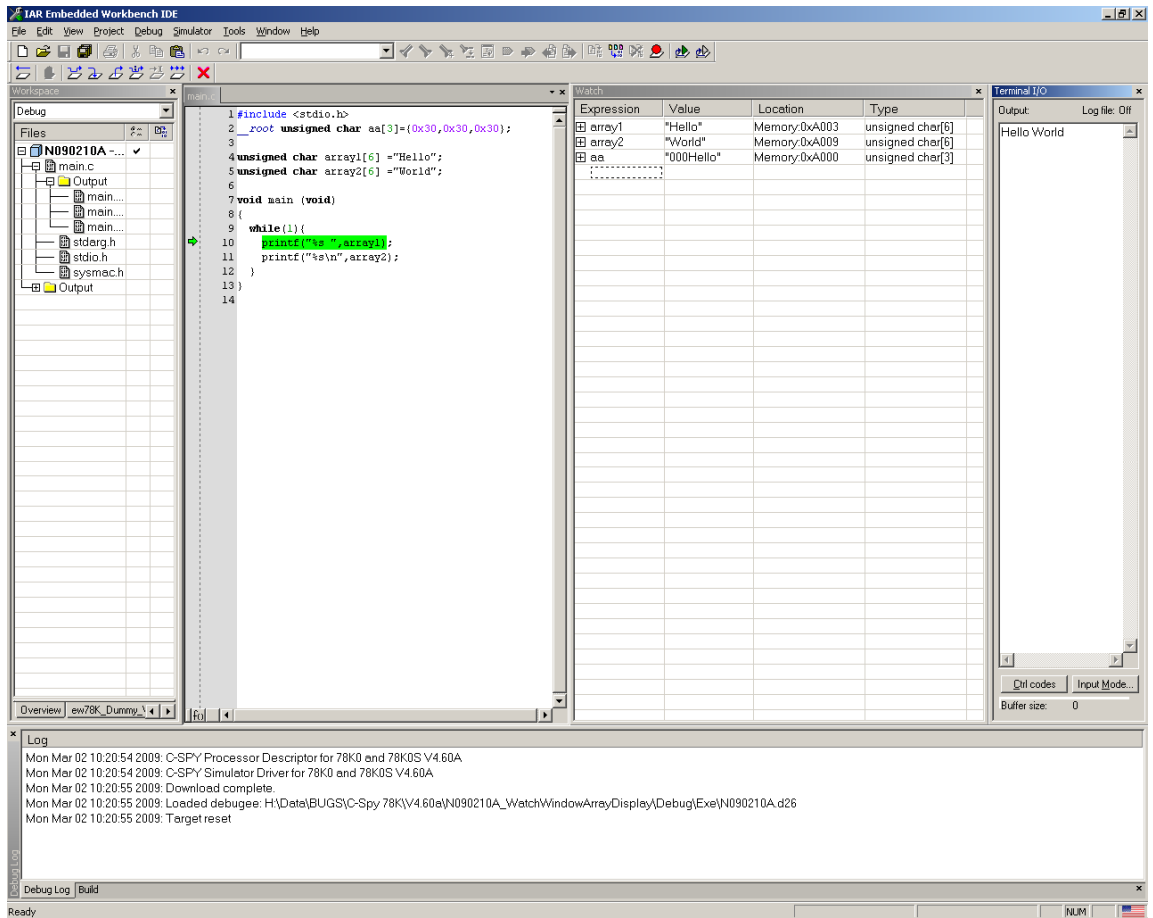 IAR Embedded Workbench IDE
File Edit View Project Debug Simulator Tools Window Help
Workspace
Debug
Files
N090210A -...
main.c
Output
main....
main....
main....
stdarg.h
stdio.h
sysmac.h
Output
Overview ew78K_Dummy_
main.c
1 #include <stdio.h>
2 __root unsigned char aa[3]={0x30,0x30,0x30};
3
4 unsigned char array1[6] ="Hello";
5 unsigned char array2[6] ="World";
6
7 void main (void)
8 {
9 while(1){
10 printf("%s ",array1);
11 printf("%s\n",array2);
12 }
13 }
14
fo
Watch
Expression Value Location Type
array1 "Hello" Memory:0xA003 unsigned char[6]
array2 "World" Memory:0xA009 unsigned char[6]
aa "000Hello" Memory:0xA000 unsigned char[3]
Terminal I/O
Output: Log file: Off
Hello World
Ctrl codes Input Mode...
Buffer size: 0
Log
Mon Mar 02 10:20:54 2009: C-SPY Processor Descriptor for 78K0 and 78K0S V4.60A
Mon Mar 02 10:20:54 2009: C-SPY Simulator Driver for 78K0 and 78K0S V4.60A
Mon Mar 02 10:20:55 2009: Download complete.
Mon Mar 02 10:20:55 2009: Loaded debugee: H:\Data\BUGS\C-Spy 78K\V4.60a\N090210A_WatchWindowArrayDisplay\Debug\Exe\N090210A.d26
Mon Mar 02 10:20:55 2009: Target reset
Debug Log
Debug Log Build
Ready NUM